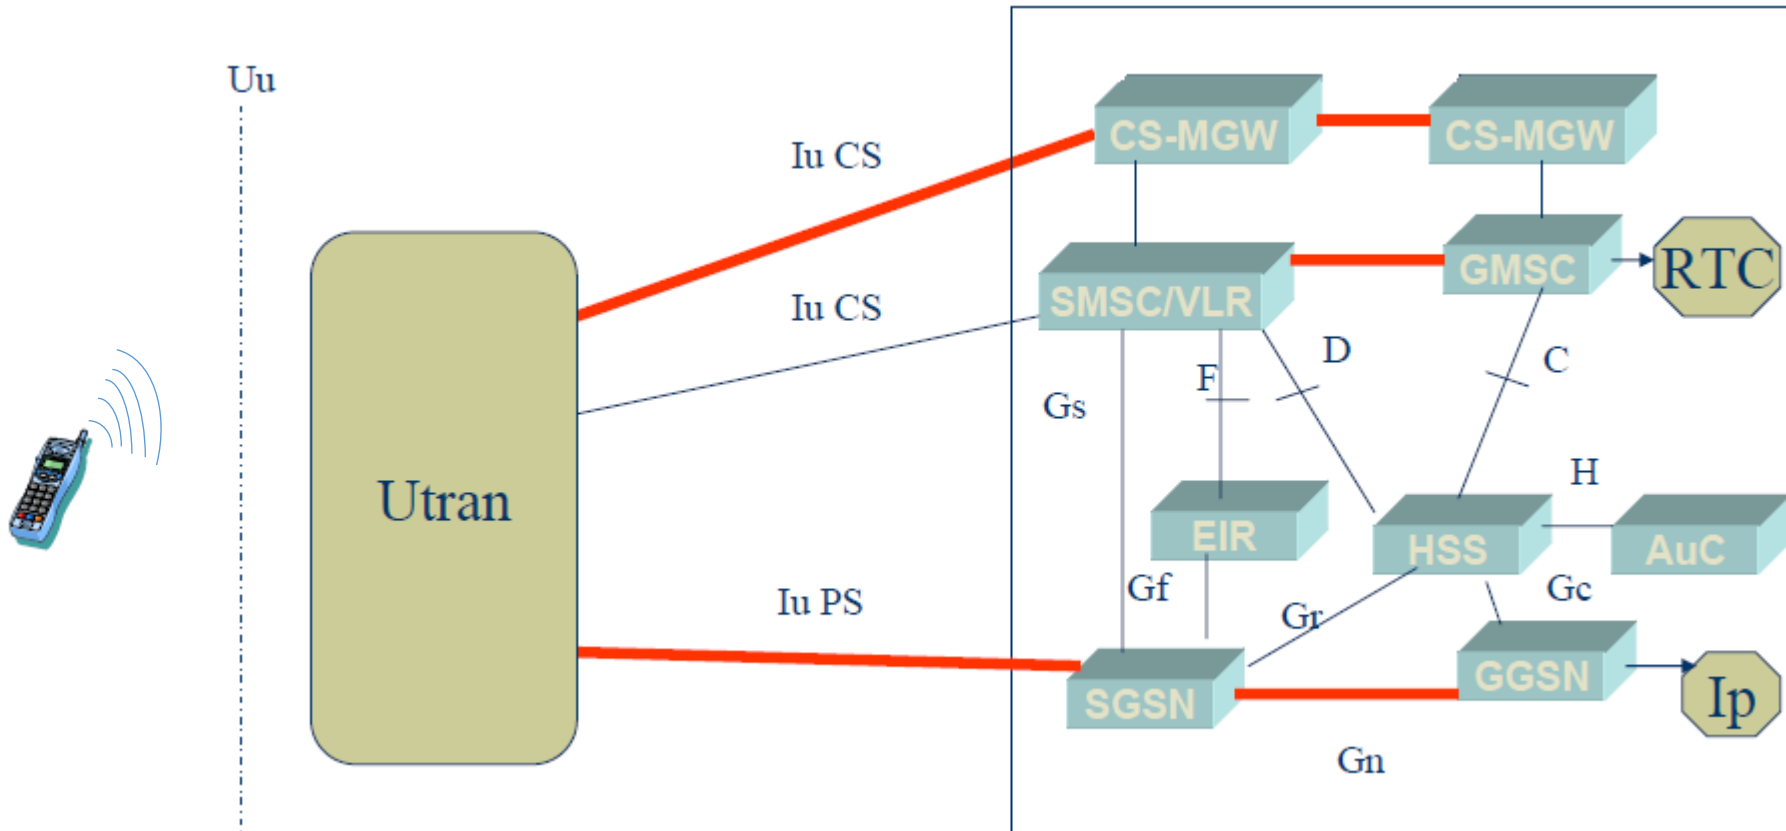 Uu
CS-MGW
CS-MGW
Iu CS
SMSC/VLR
GMSC
RTC
Iu CS
D
F
C
Gs
H
Utran
EIR
HSS
AuC
Gf
Gc
Iu PS
Gr
SGSN
GGSN
Ip
Gn